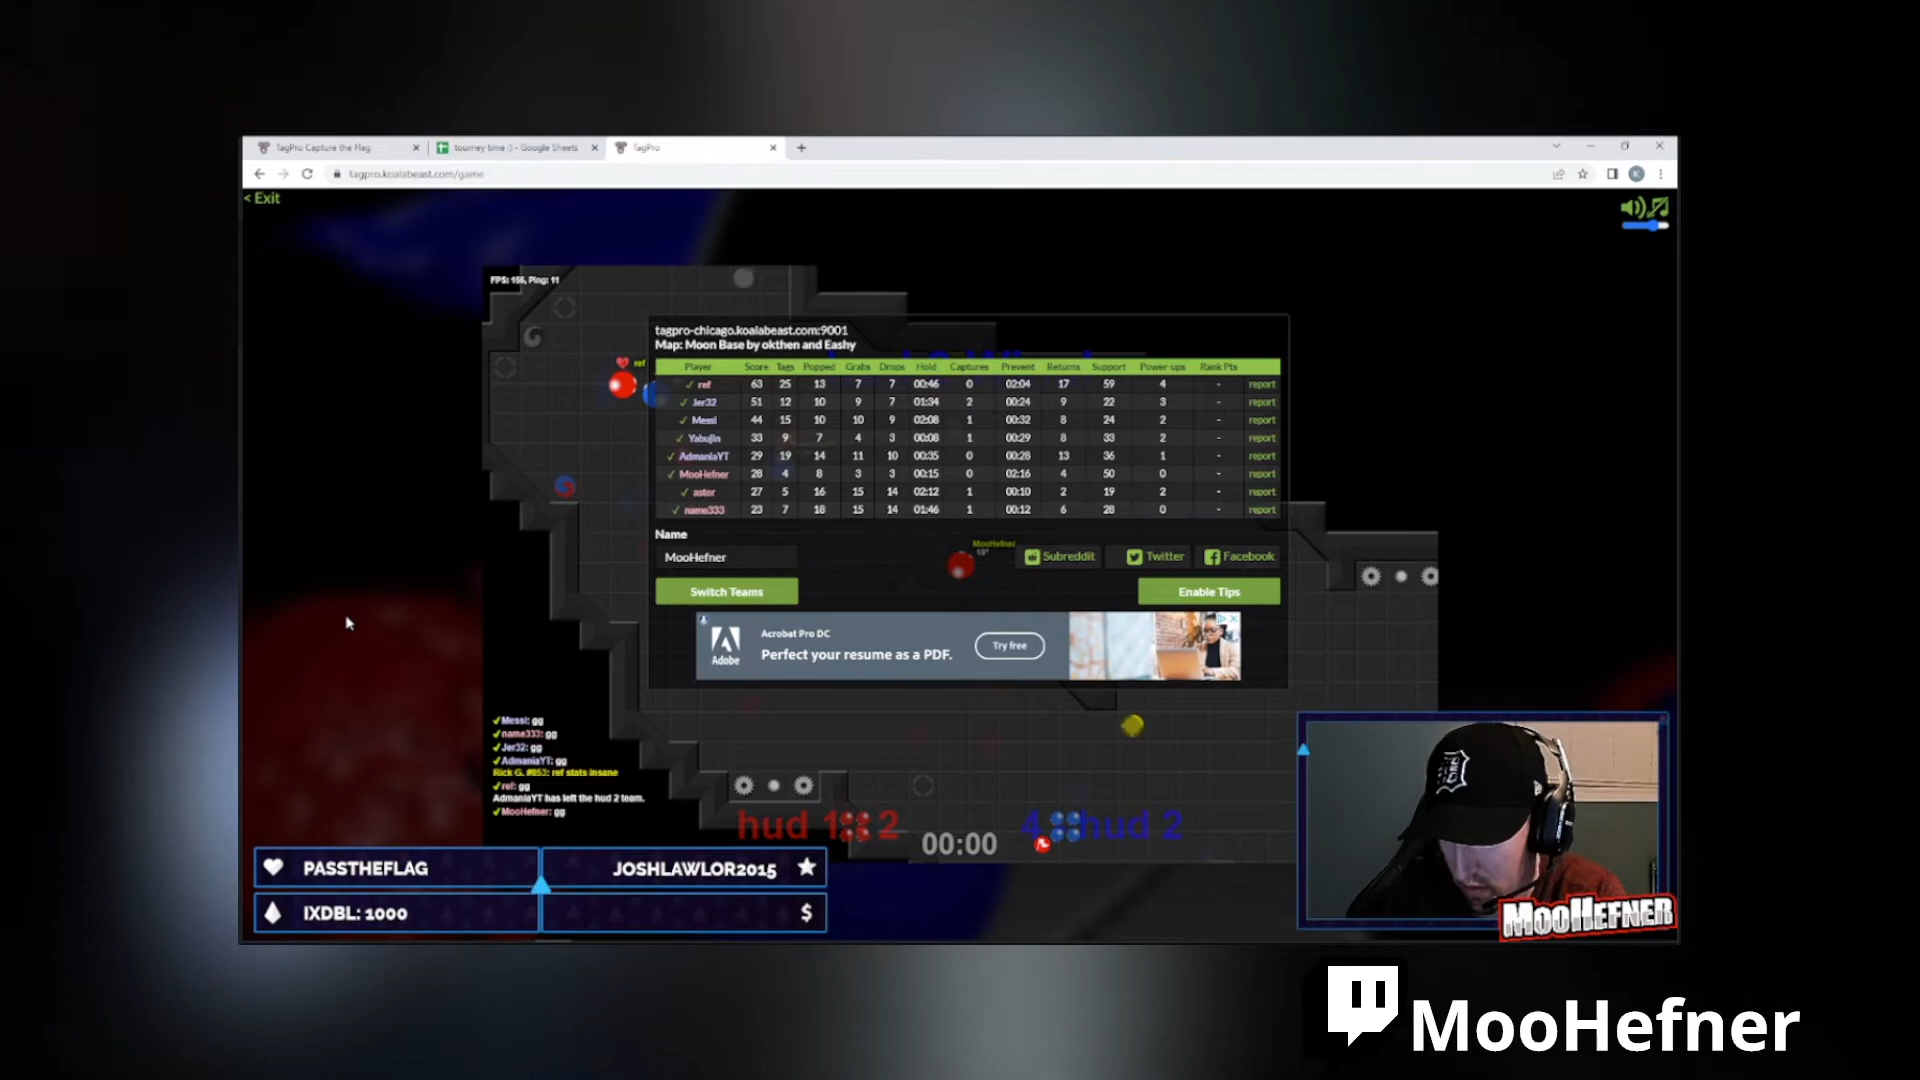 TagPro Capture the Flag
tourney time :) - Google Sheets
TagPro
tagpro.koalabeast.com/game
< Exit
FPS: 155, Ping: 11
tagpro-chicago.koalabeast.com:9001
Map: Moon Base by okthen and Eashy
Player Score Tags Popped Grabs Drops Hold Captures Prevent Returns Support Power-ups Rank Pts
✓ ref 63 25 13 7 7 00:46 0 02:04 17 59 4 - report
✓ Jer32 51 12 10 9 7 01:34 2 00:24 9 22 3 - report
✓ Messi 44 15 10 10 9 02:08 1 00:32 8 24 2 - report
✓ Yabujin 33 9 7 4 3 00:08 1 00:29 8 33 2 - report
✓ AdmaniaYT 29 19 14 11 10 00:35 0 00:28 13 36 1 - report
✓ MooHefner 28 4 8 3 3 00:15 0 02:16 4 50 0 - report
✓ astor 27 5 16 15 14 02:12 1 00:10 2 19 2 - report
✓ name333 23 7 18 15 14 01:46 1 00:12 6 28 0 - report
ref
Name
MooHefner
MooHefner
Subreddit
Twitter
Facebook
Switch Teams
Enable Tips
Adobe
Acrobat Pro DC
Perfect your resume as a PDF.
Try free
✓Messi: gg
✓name333: gg
✓Jer32: gg
✓AdmaniaYT: gg
Rick G. #853: ref stats insane
✓ref: gg
AdmaniaYT has left the hud 2 team.
✓MooHefner: gg
hud 1 2
00:00
4 hud 2
PASSTHEFLAG
JOSHLAWLOR2015
IXDBL: 1000
$
MOOHEFNER
MooHefner